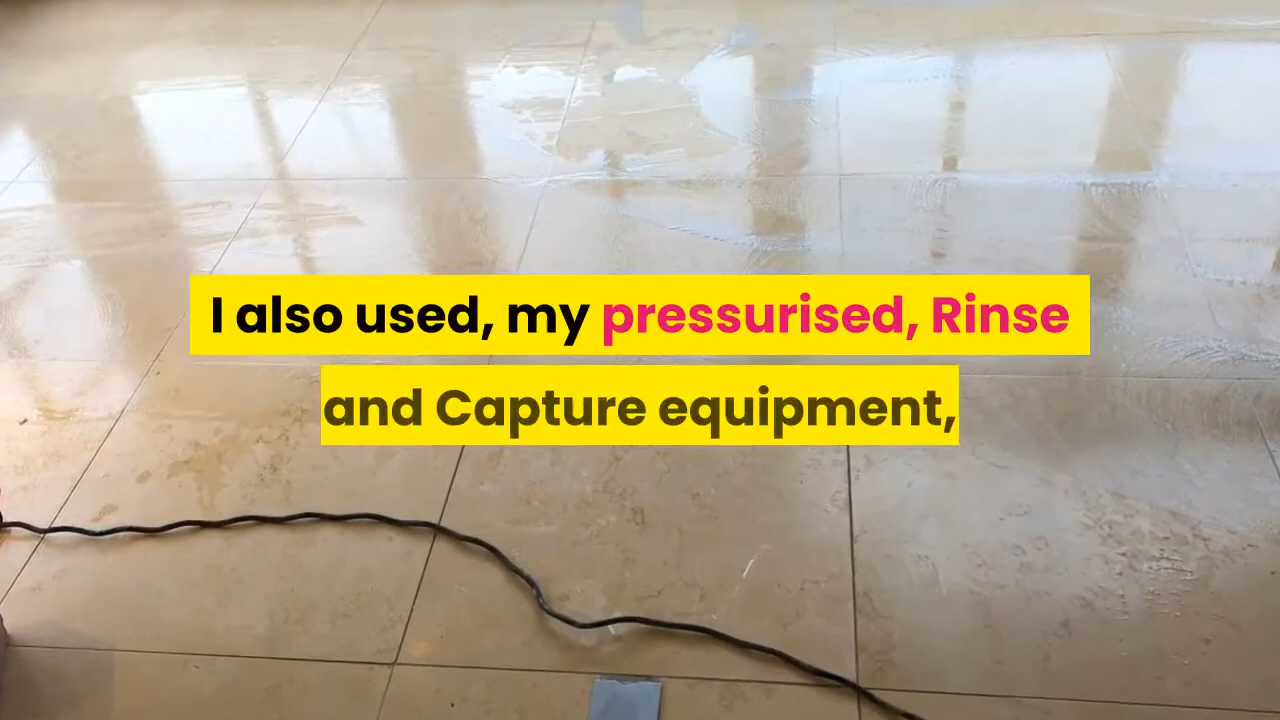 I also used, my pressurised, Rinse
and Capture equipment,